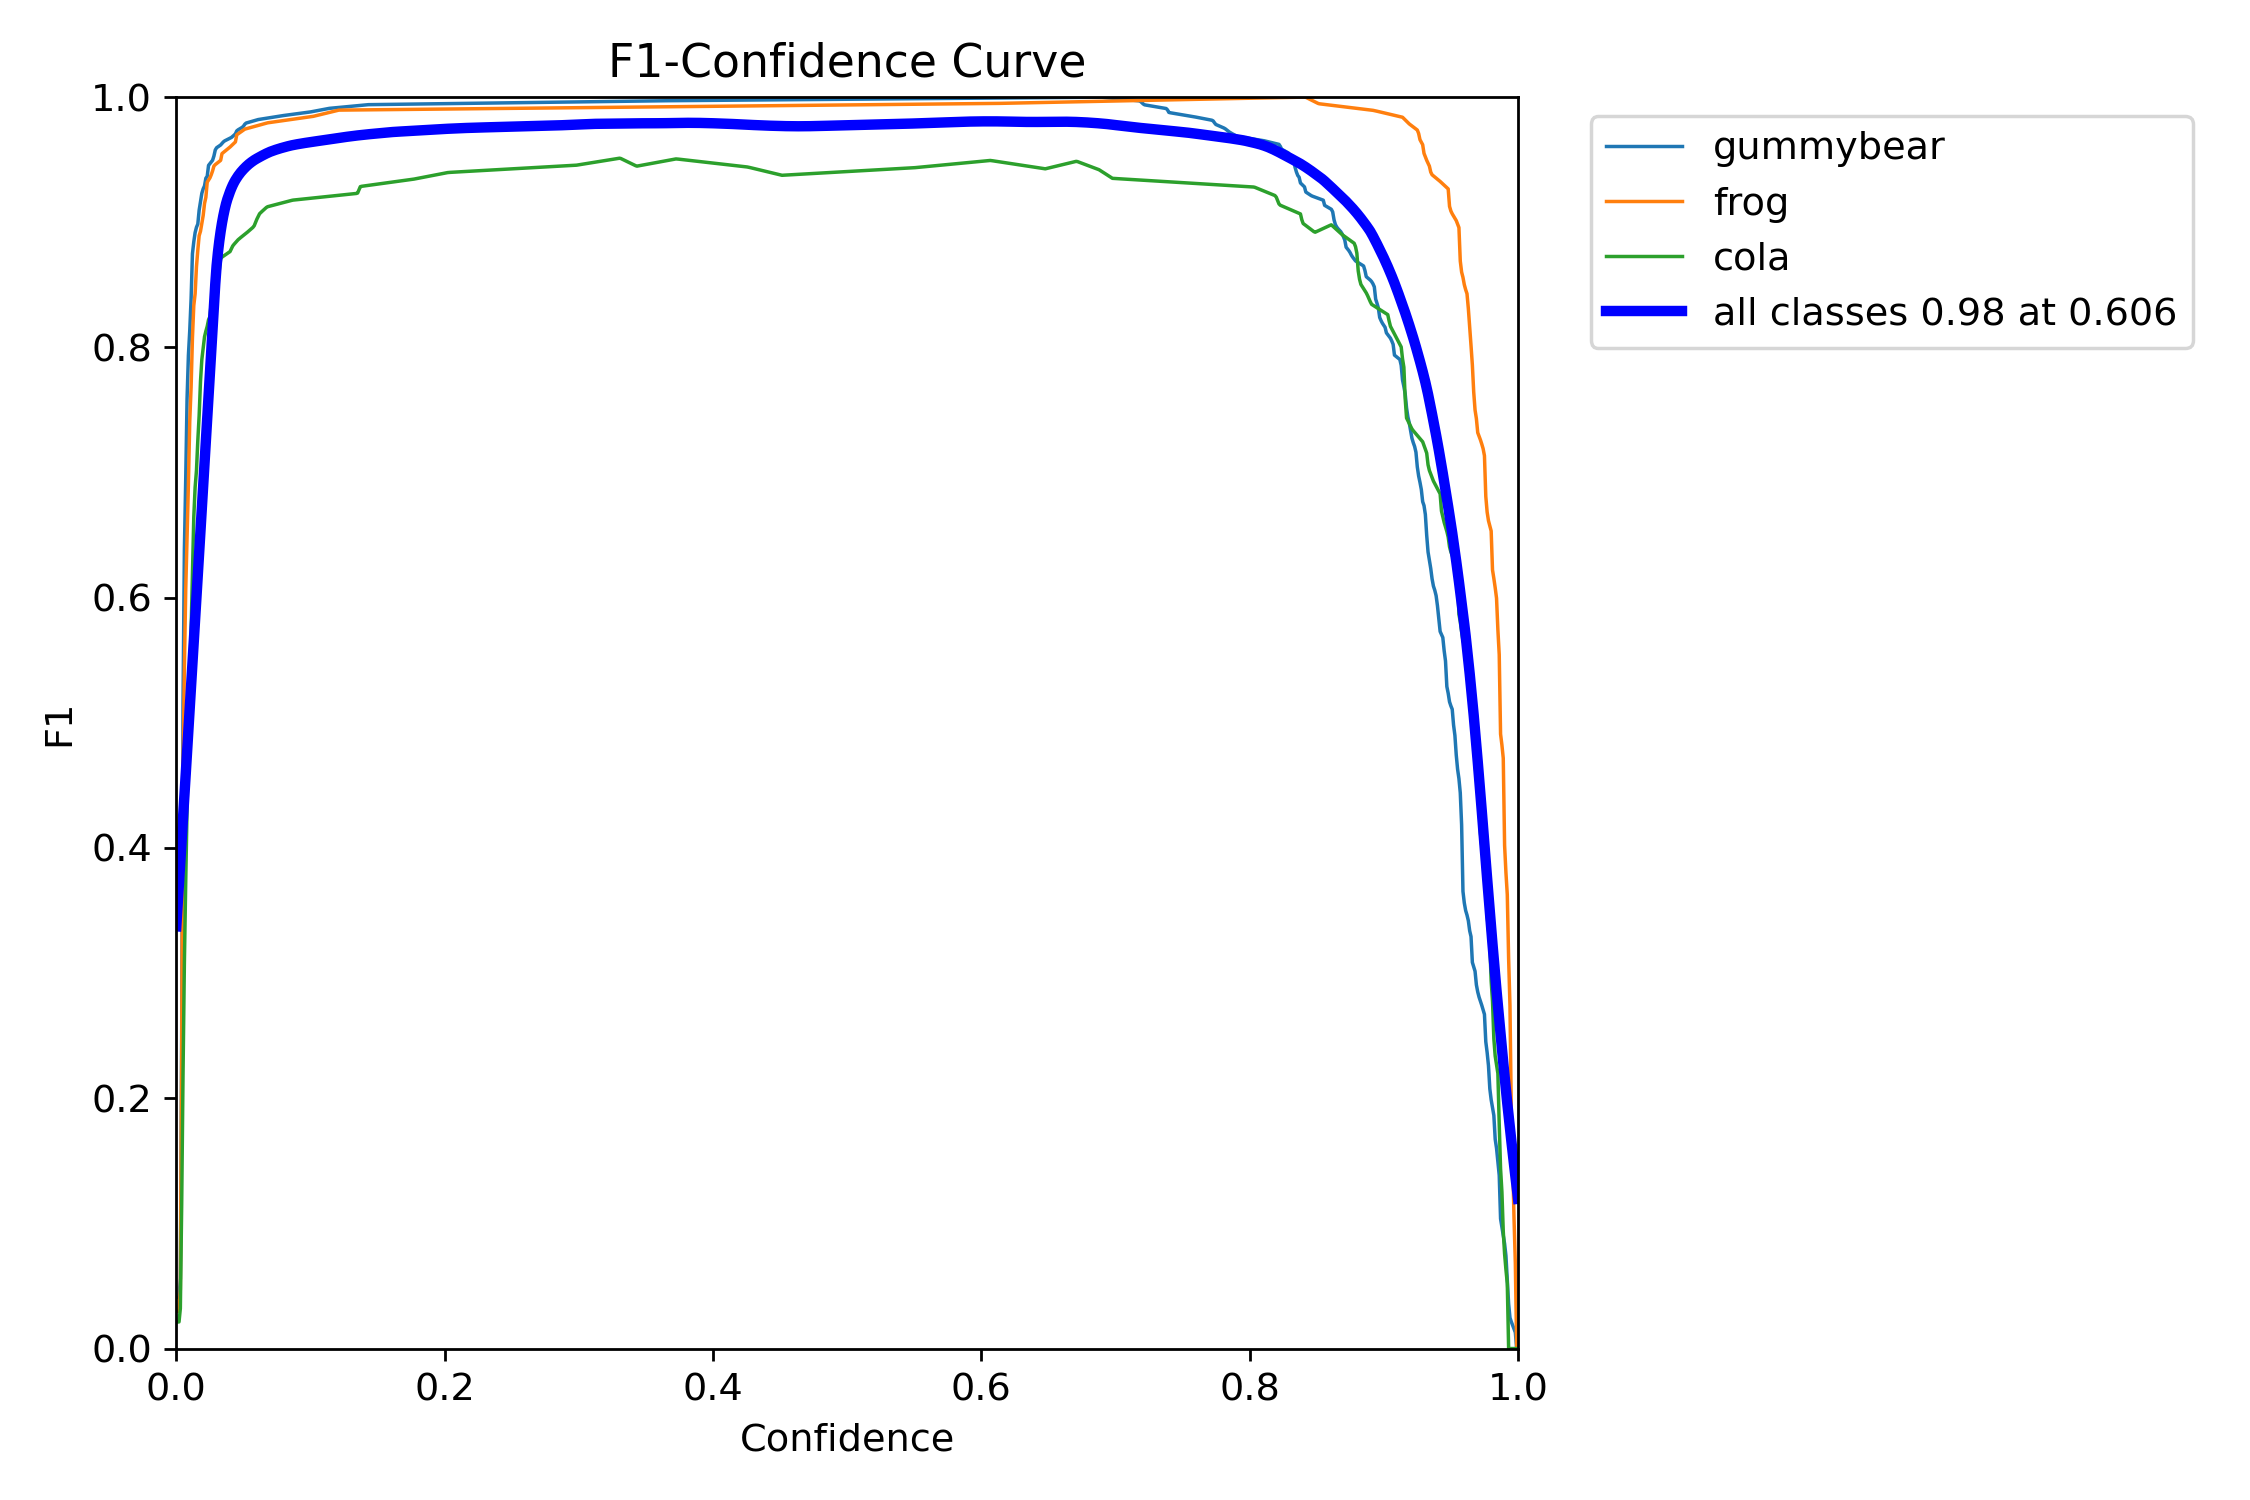 F1-Confidence Curve
1.0
0.8
0.6
0.4
0.2
0.0
F1
0.0 0.2 0.4 0.6 0.8 1.0
Confidence
gummybear
frog
cola
all classes 0.98 at 0.606